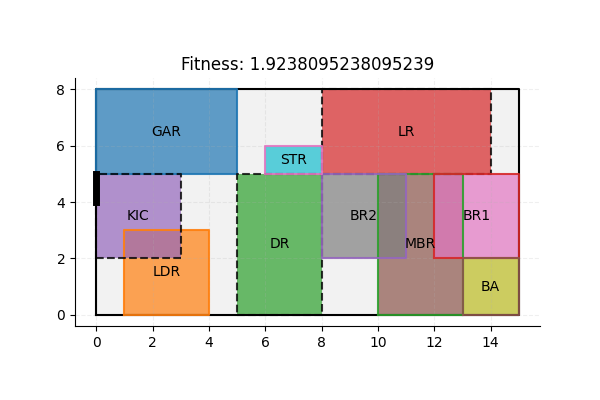 Fitness: 1.9238095238095239
8
GAR
LR
6
STR
4
KIC
BR2
BR1
DR
MBR
2
LDR
BA
0
0 2 4 6 8 10 12 14